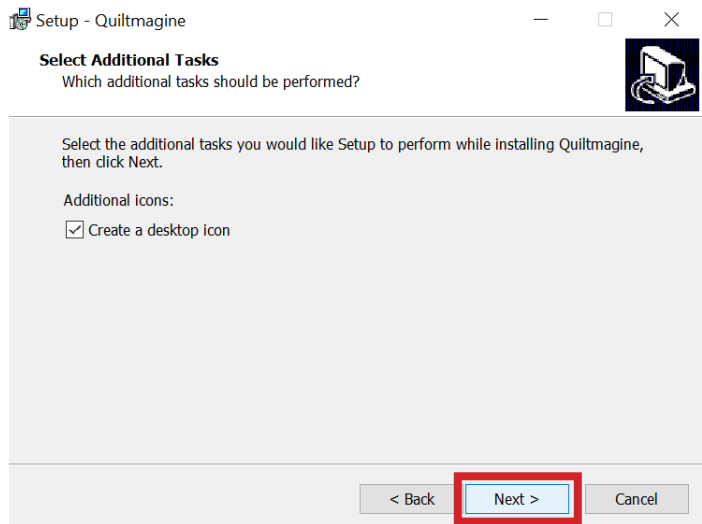 Setup - Quiltmagine
Select Additional Tasks
Which additional tasks should be performed?
Select the additional tasks you would like Setup to perform while installing Quiltmagine,
then click Next.
Additional icons:
Create a desktop icon
< Back
Next >
Cancel